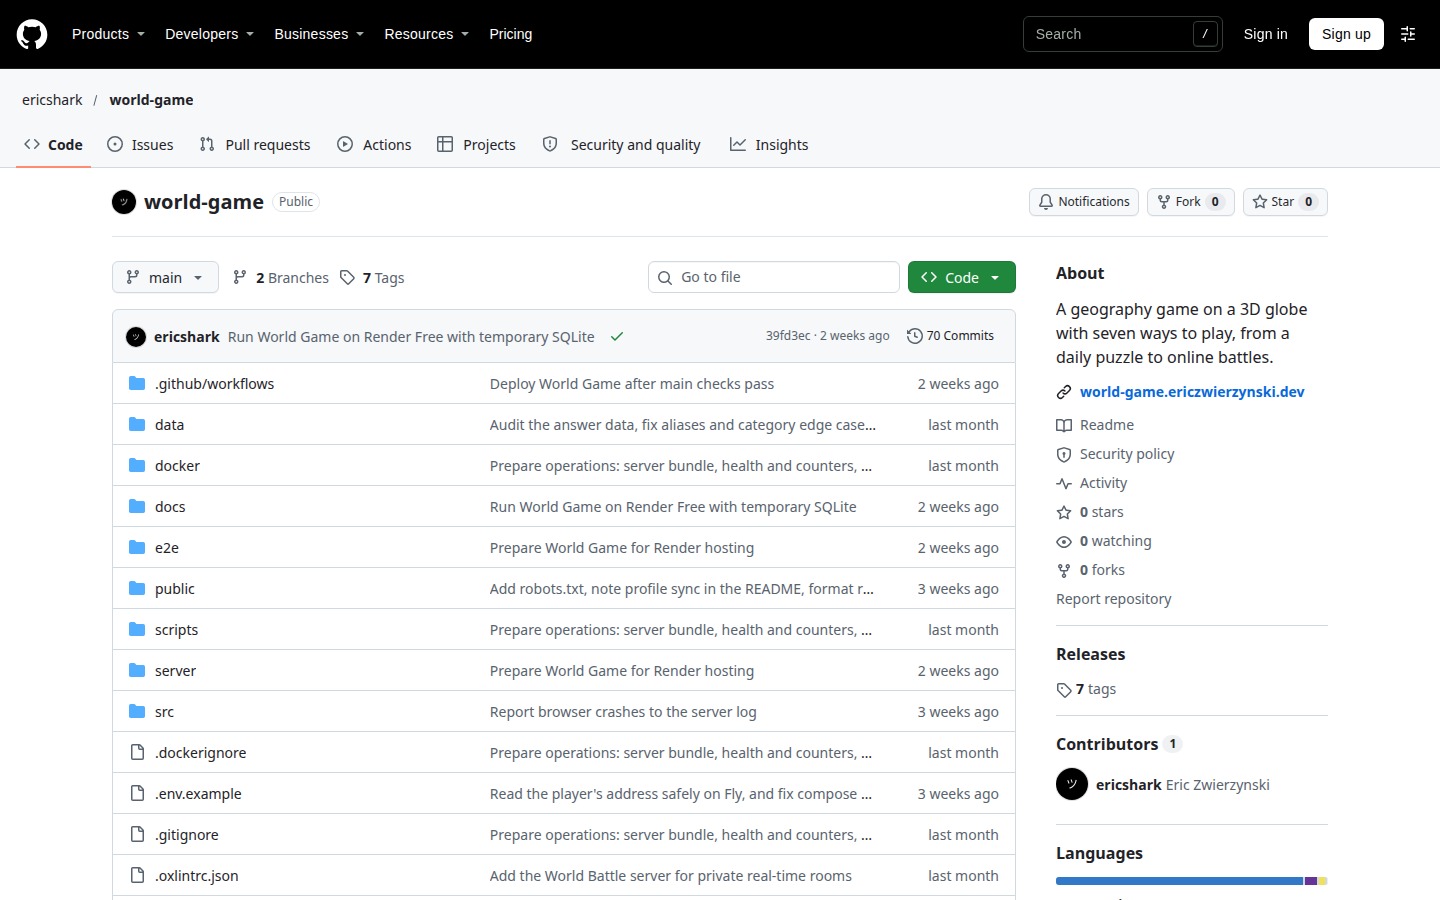 Products Developers Businesses Resources Pricing Search / Sign in Sign up
ericshark / world-game
Code Issues Pull requests Actions Projects Security and quality Insights
ツ world-game Public Notifications Fork 0 Star 0
main 2 Branches 7 Tags Go to file Code
ericshark Run World Game on Render Free with temporary SQLite 39fd3ec · 2 weeks ago 70 Commits
.github/workflows Deploy World Game after main checks pass 2 weeks ago
data Audit the answer data, fix aliases and category edge case... last month
docker Prepare operations: server bundle, health and counters, ... last month
docs Run World Game on Render Free with temporary SQLite 2 weeks ago
e2e Prepare World Game for Render hosting 2 weeks ago
public Add robots.txt, note profile sync in the README, format r... 3 weeks ago
scripts Prepare operations: server bundle, health and counters, ... last month
server Prepare World Game for Render hosting 2 weeks ago
src Report browser crashes to the server log 3 weeks ago
.dockerignore Prepare operations: server bundle, health and counters, ... last month
.env.example Read the player's address safely on Fly, and fix compose ... 3 weeks ago
.gitignore Prepare operations: server bundle, health and counters, ... last month
.oxlintrc.json Add the World Battle server for private real-time rooms last month
About
A geography game on a 3D globe
with seven ways to play, from a
daily puzzle to online battles.
world-game.ericzwierzynski.dev
Readme
Security policy
Activity
0 stars
0 watching
0 forks
Report repository
Releases
7 tags
Contributors 1
ツ ericshark Eric Zwierzynski
Languages